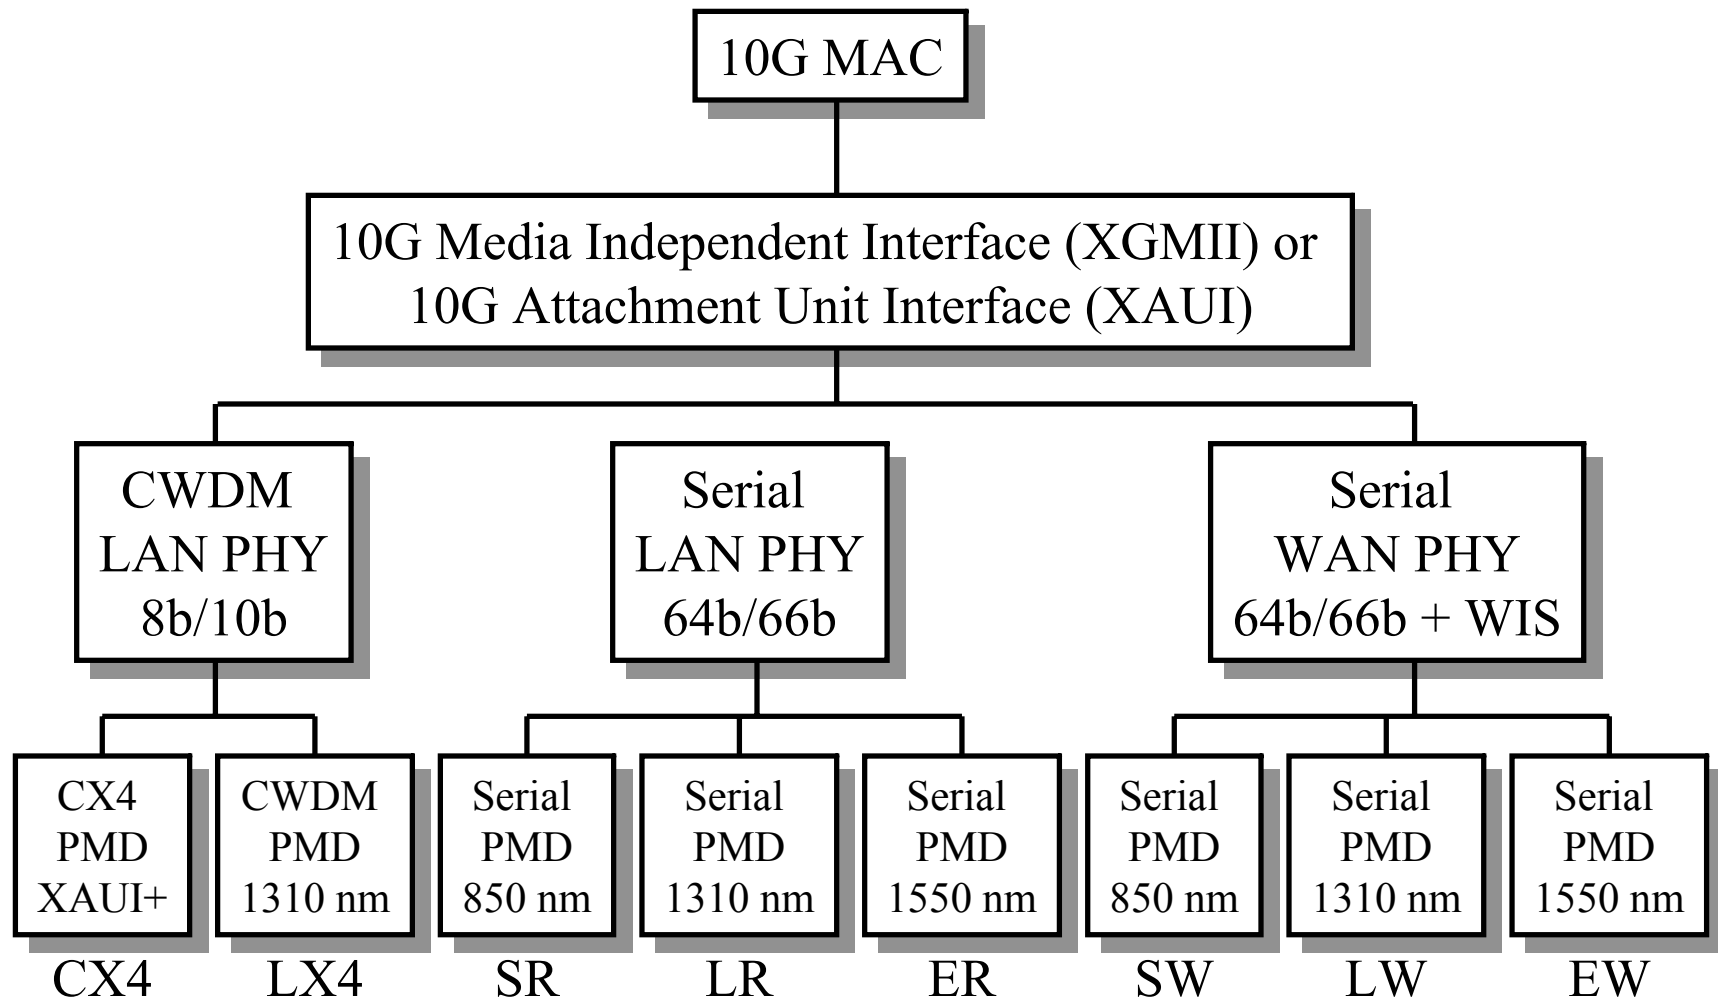 10G MAC
10G Media Independent Interface (XGMII) or
10G Attachment Unit Interface (XAUI)
CWDM
LAN PHY
8b/10b
Serial
LAN PHY
64b/66b
Serial
WAN PHY
64b/66b + WIS
CX4
PMD
XAUI+
CWDM
PMD
1310 nm
Serial
PMD
850 nm
Serial
PMD
1310 nm
Serial
PMD
1550 nm
Serial
PMD
850 nm
Serial
PMD
1310 nm
Serial
PMD
1550 nm
CX4
LX4
SR
LR
ER
SW
LW
EW